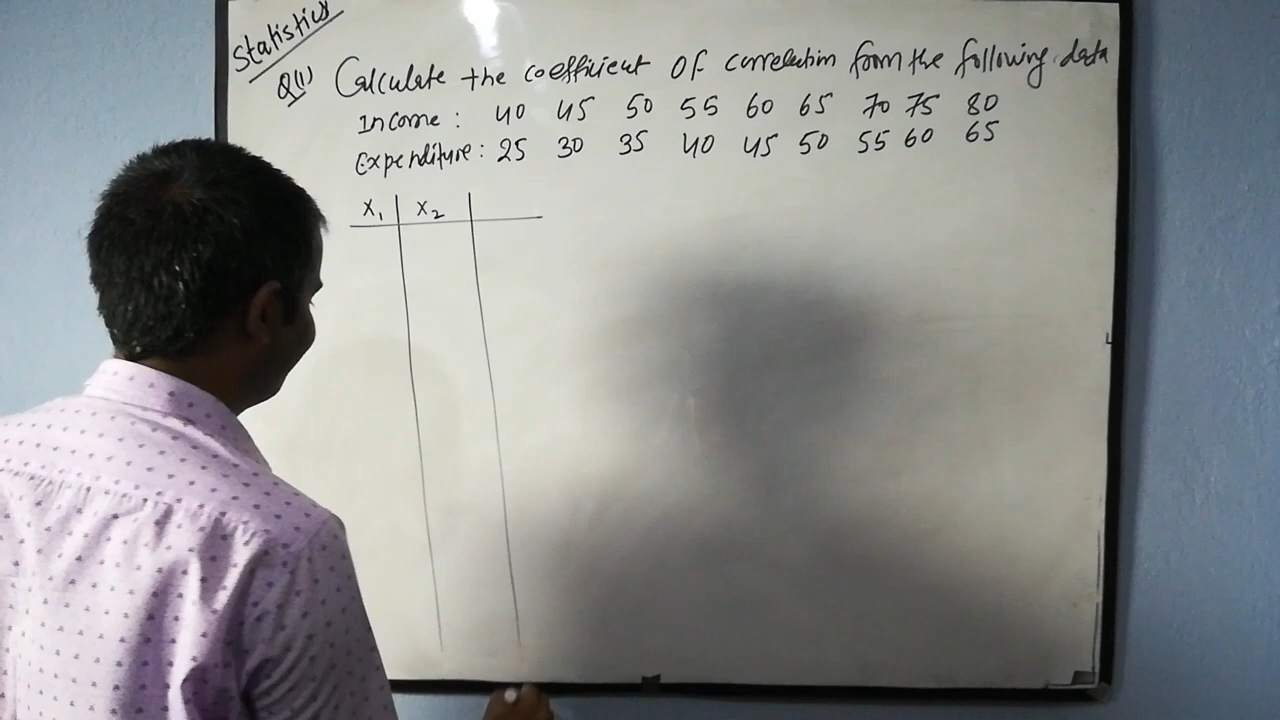 Statistics
Q(1) Calculate the coefficient OF correlation from the following data
Income : 40 45 50 55 60 65 70 75 80
Expenditure : 25 30 35 40 45 50 55 60 65
X₁ X₂